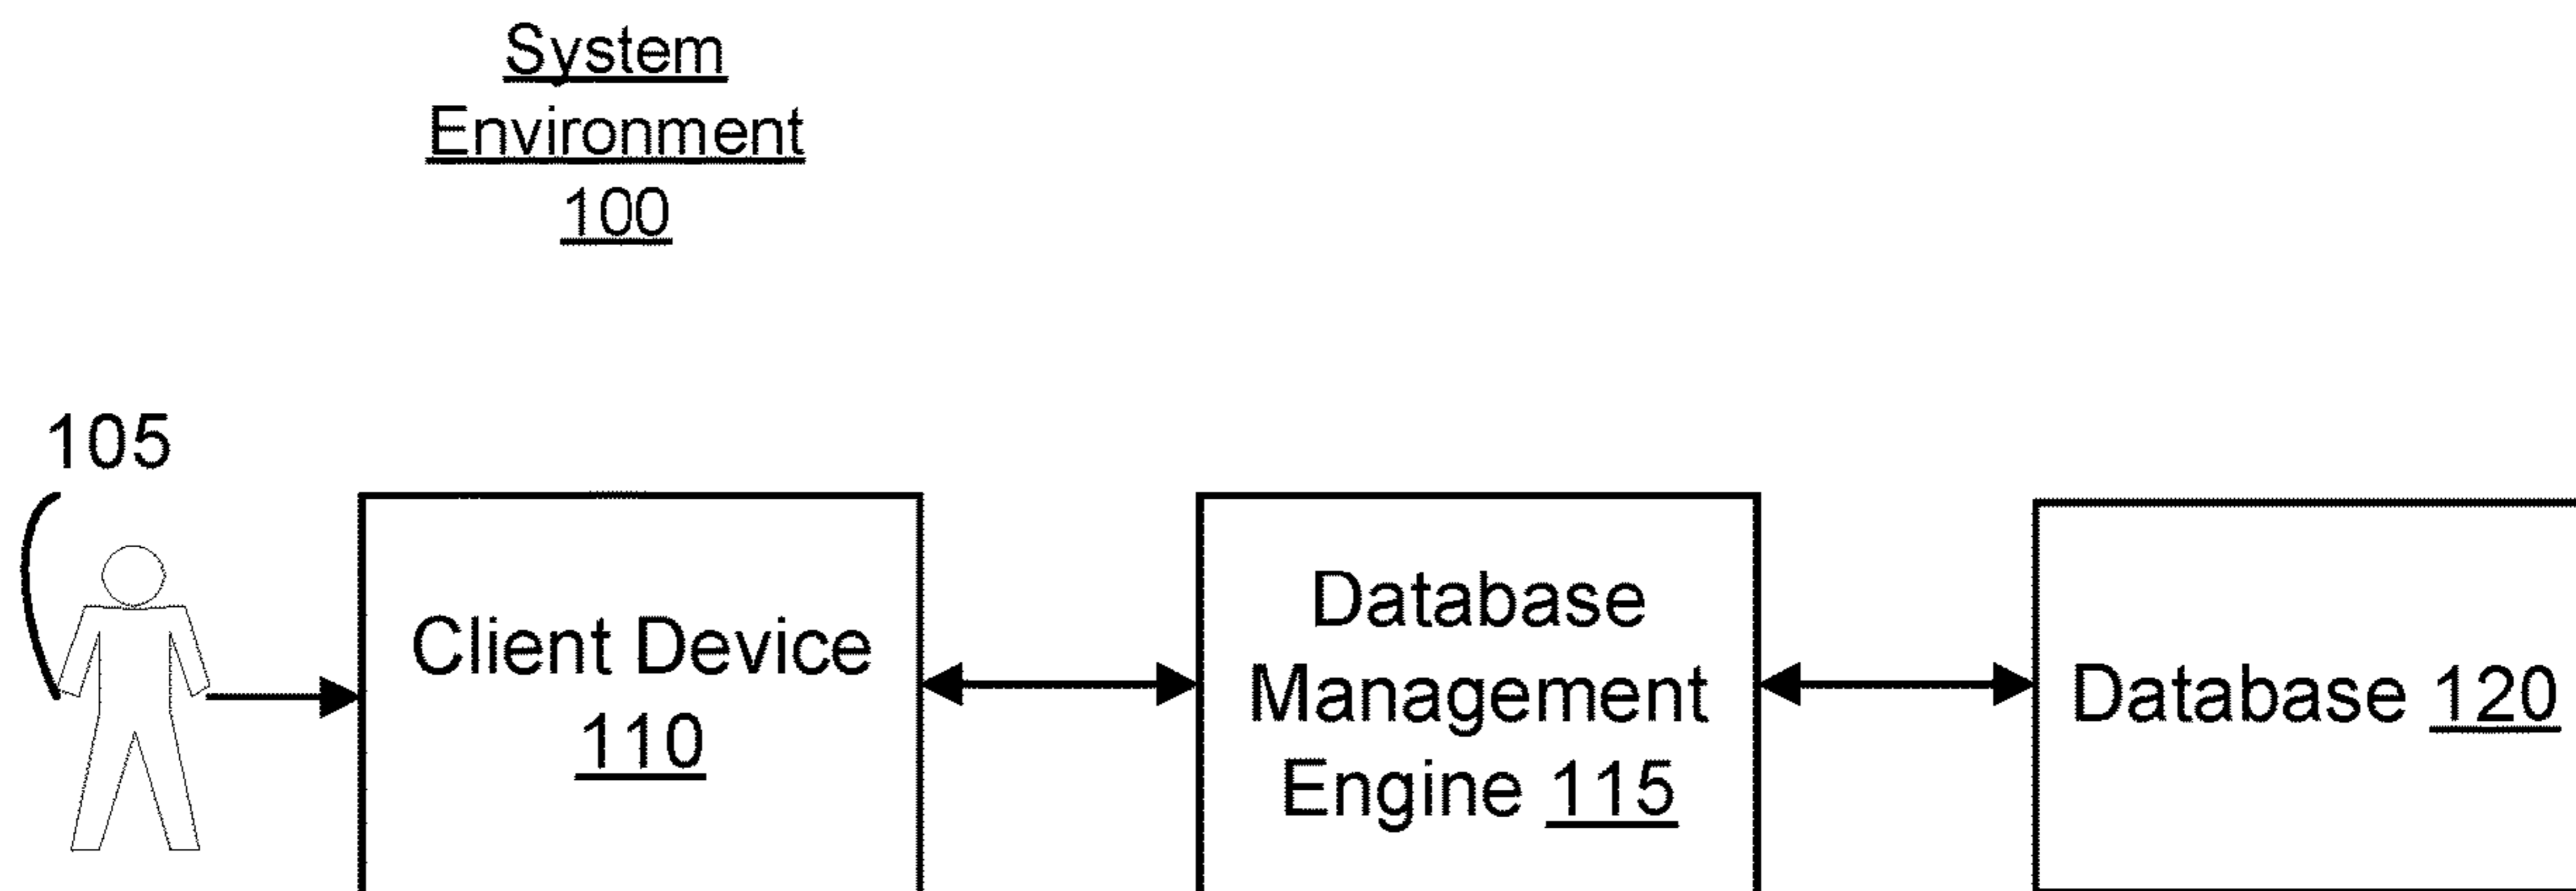 System
Environment
100
105
Client Device
110
Database
Management
Engine 115
Database 120